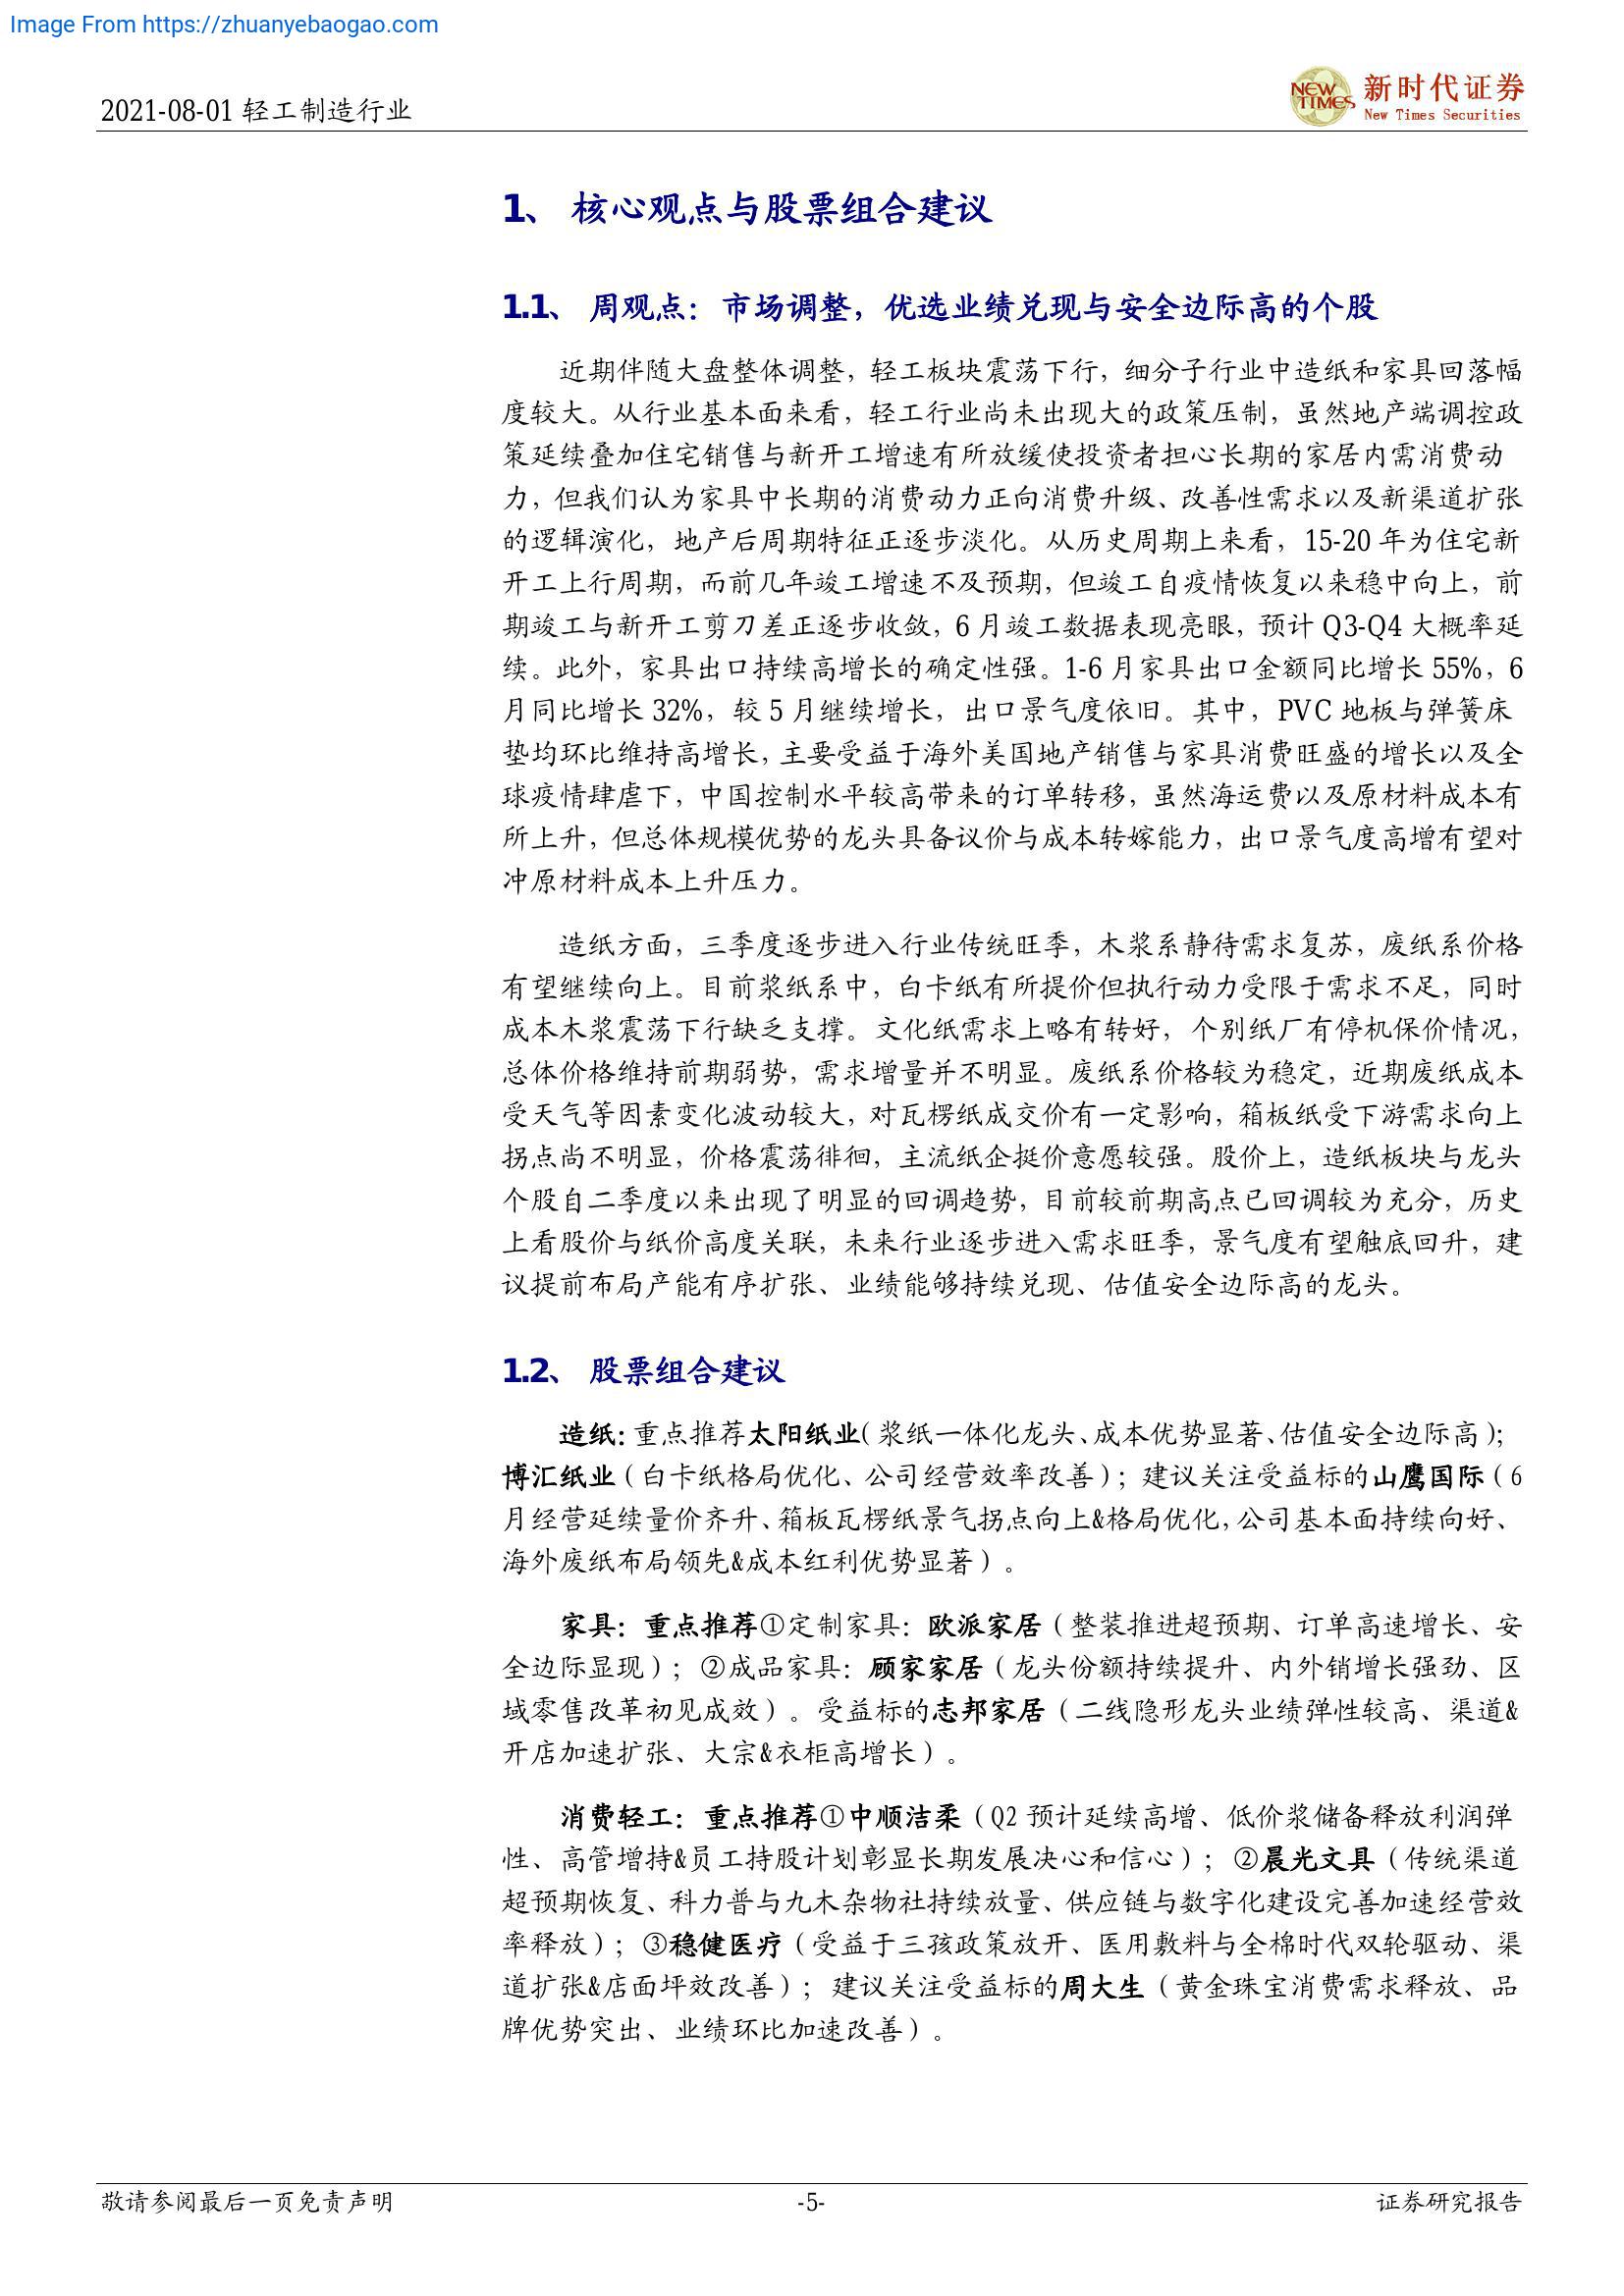 Image From https://zhuanyebaogao.com
2021-08-01 轻工制造行业
NEW TIMES
新时代证券
New Times Securities
1、 核心观点与股票组合建议
1.1、 周观点：市场调整，优选业绩兑现与安全边际高的个股
近期伴随大盘整体调整，轻工板块震荡下行，细分子行业中造纸和家具回落幅
度较大。从行业基本面来看，轻工行业尚未出现大的政策压制，虽然地产端调控政
策延续叠加住宅销售与新开工增速有所放缓使投资者担心长期的家居内需消费动
力，但我们认为家具中长期的消费动力正向消费升级、改善性需求以及新渠道扩张
的逻辑演化，地产后周期特征正逐步淡化。从历史周期上来看，15-20 年为住宅新
开工上行周期，而前几年竣工增速不及预期，但竣工自疫情恢复以来稳中向上，前
期竣工与新开工剪刀差正逐步收敛，6 月竣工数据表现亮眼，预计 Q3-Q4 大概率延
续。此外，家具出口持续高增长的确定性强。1-6 月家具出口金额同比增长 55%，6
月同比增长 32%，较 5 月继续增长，出口景气度依旧。其中，PVC 地板与弹簧床
垫均环比维持高增长，主要受益于海外美国地产销售与家具消费旺盛的增长以及全
球疫情肆虐下，中国控制水平较高带来的订单转移，虽然海运费以及原材料成本有
所上升，但总体规模优势的龙头具备议价与成本转嫁能力，出口景气度高增有望对
冲原材料成本上升压力。
造纸方面，三季度逐步进入行业传统旺季，木浆系静待需求复苏，废纸系价格
有望继续向上。目前浆纸系中，白卡纸有所提价但执行动力受限于需求不足，同时
成本木浆震荡下行缺乏支撑。文化纸需求上略有转好，个别纸厂有停机保价情况，
总体价格维持前期弱势，需求增量并不明显。废纸系价格较为稳定，近期废纸成本
受天气等因素变化波动较大，对瓦楞纸成交价有一定影响，箱板纸受下游需求向上
拐点尚不明显，价格震荡徘徊，主流纸企挺价意愿较强。股价上，造纸板块与龙头
个股自二季度以来出现了明显的回调趋势，目前较前期高点已回调较为充分，历史
上看股价与纸价高度关联，未来行业逐步进入需求旺季，景气度有望触底回升，建
议提前布局产能有序扩张、业绩能够持续兑现、估值安全边际高的龙头。
1.2、 股票组合建议
造纸：重点推荐太阳纸业（浆纸一体化龙头、成本优势显著、估值安全边际高）；
博汇纸业（白卡纸格局优化、公司经营效率改善）；建议关注受益标的山鹰国际（6
月经营延续量价齐升、箱板瓦楞纸景气拐点向上&格局优化，公司基本面持续向好、
海外废纸布局领先&成本红利优势显著）。
家具：重点推荐①定制家具：欧派家居（整装推进超预期、订单高速增长、安
全边际显现）；②成品家具：顾家家居（龙头份额持续提升、内外销增长强劲、区
域零售改革初见成效）。受益标的志邦家居（二线隐形龙头业绩弹性较高、渠道&
开店加速扩张、大宗&衣柜高增长）。
消费轻工：重点推荐①中顺洁柔（Q2 预计延续高增、低价浆储备释放利润弹
性、高管增持&员工持股计划彰显长期发展决心和信心）；②晨光文具（传统渠道
超预期恢复、科力普与九木杂物社持续放量、供应链与数字化建设完善加速经营效
率释放）；③稳健医疗（受益于三孩政策放开、医用敷料与全棉时代双轮驱动、渠
道扩张&店面坪效改善）；建议关注受益标的周大生（黄金珠宝消费需求释放、品
牌优势突出、业绩环比加速改善）。
敬请参阅最后一页免责声明
-5-
证券研究报告